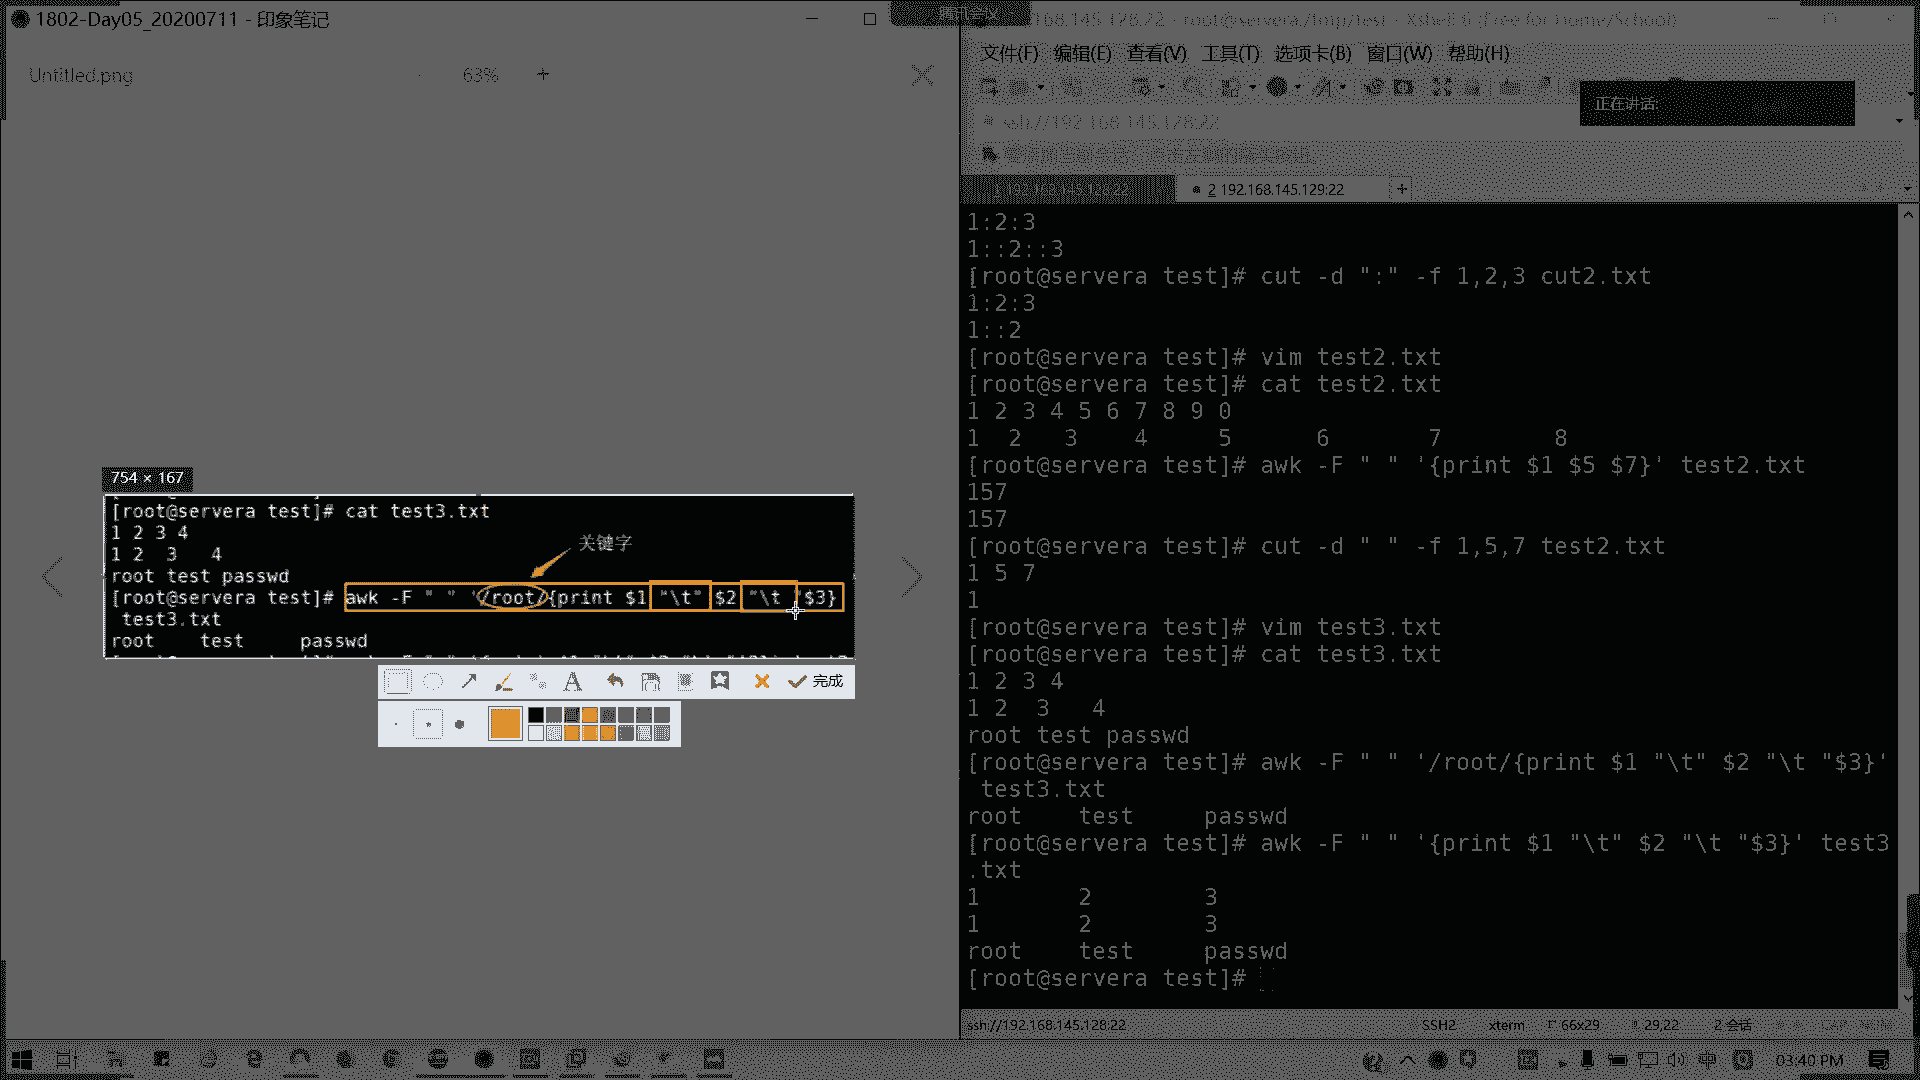 1802-Day05_20200711 - 印象笔记
Untitled.png
63%
+
754 × 167
[root@servera test]# cat test3.txt
1 2 3 4
1 2   3    4
root test passwd
关键字
[root@servera test]# awk -F " " '/root/{print $1 "\t" $2 "\t "$3}
 test3.txt
root    test    passwd
完成
腾讯会议
168.145.128:22 - root@servera:/tmp/test - Xshell 6 (Free for Home/School)
文件(F) 编辑(E) 查看(V) 工具(T) 选项卡(B) 窗口(W) 帮助(H)
正在讲话:
ssh://192.168.145.128:22
1 192.168.145.128:22
2 192.168.145.129:22
+
1:2:3
1::2::3
[root@servera test]# cut -d ":" -f 1,2,3 cut2.txt
1:2:3
1::2
[root@servera test]# vim test2.txt
[root@servera test]# cat test2.txt
1 2 3 4 5 6 7 8 9 0
1  2   3    4     5      6       7        8
[root@servera test]# awk -F " " '{print $1 $5 $7}' test2.txt
157
157
[root@servera test]# cut -d " " -f 1,5,7 test2.txt
1 5 7
1
[root@servera test]# vim test3.txt
[root@servera test]# cat test3.txt
1 2 3 4
1 2  3   4
root test passwd
[root@servera test]# awk -F " " '/root/{print $1 "\t" $2 "\t "$3}'
 test3.txt
root    test     passwd
[root@servera test]# awk -F " " '{print $1 "\t" $2 "\t "$3}' test3
.txt
1       2        3
1       2        3
root    test     passwd
[root@servera test]#
ssh://192.168.145.128:22
SSH2
xterm
66x29
29,22
2 会话
中
03:40 PM